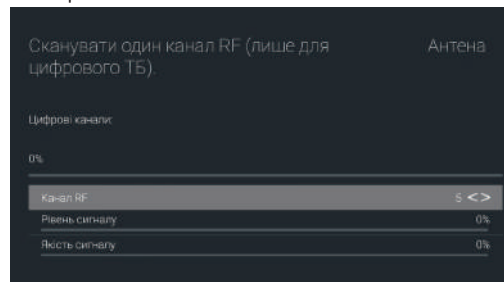 Сканувати один канал RF (лише для
цифрового ТБ).
Антена
Цифрові канали:
0%
Канал RF 5 <>
Рівень сигналу 0%
Якість сигналу 0%